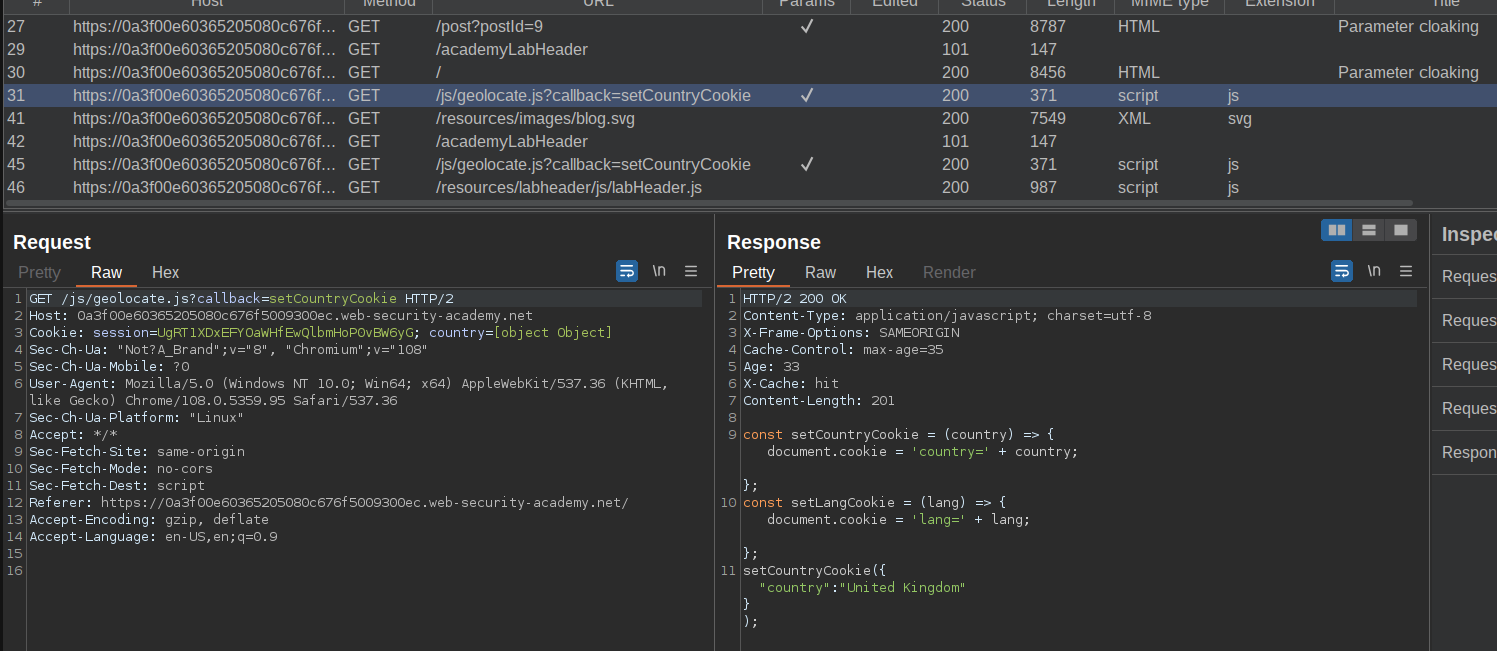 # Host Method URL Params Edited Status Length MIME type Extension Title
27 https://0a3f00e60365205080c676f... GET /post?postId=9 ✓ 200 8787 HTML Parameter cloaking
29 https://0a3f00e60365205080c676f... GET /academyLabHeader 101 147
30 https://0a3f00e60365205080c676f... GET / 200 8456 HTML Parameter cloaking
31 https://0a3f00e60365205080c676f... GET /js/geolocate.js?callback=setCountryCookie ✓ 200 371 script js
41 https://0a3f00e60365205080c676f... GET /resources/images/blog.svg 200 7549 XML svg
42 https://0a3f00e60365205080c676f... GET /academyLabHeader 101 147
45 https://0a3f00e60365205080c676f... GET /js/geolocate.js?callback=setCountryCookie ✓ 200 371 script js
46 https://0a3f00e60365205080c676f... GET /resources/labheader/js/labHeader.js 200 987 script js
Request
Pretty Raw Hex \n
1 GET /js/geolocate.js?callback=setCountryCookie HTTP/2
2 Host: 0a3f00e60365205080c676f5009300ec.web-security-academy.net
3 Cookie: session=UgRT1XDxEFYOaWHfEwQlbmHoP0vBW6yG; country=[object Object]
4 Sec-Ch-Ua: "Not?A_Brand";v="8", "Chromium";v="108"
5 Sec-Ch-Ua-Mobile: ?0
6 User-Agent: Mozilla/5.0 (Windows NT 10.0; Win64; x64) AppleWebKit/537.36 (KHTML,
like Gecko) Chrome/108.0.5359.95 Safari/537.36
7 Sec-Ch-Ua-Platform: "Linux"
8 Accept: */*
9 Sec-Fetch-Site: same-origin
10 Sec-Fetch-Mode: no-cors
11 Sec-Fetch-Dest: script
12 Referer: https://0a3f00e60365205080c676f5009300ec.web-security-academy.net/
13 Accept-Encoding: gzip, deflate
14 Accept-Language: en-US,en;q=0.9
15
16
Response
Pretty Raw Hex Render \n
1 HTTP/2 200 OK
2 Content-Type: application/javascript; charset=utf-8
3 X-Frame-Options: SAMEORIGIN
4 Cache-Control: max-age=35
5 Age: 33
6 X-Cache: hit
7 Content-Length: 201
8
9 const setCountryCookie = (country) => {
document.cookie = 'country=' + country;
};
10 const setLangCookie = (lang) => {
document.cookie = 'lang=' + lang;
};
11 setCountryCookie({
"country":"United Kingdom"
}
);
Inspec
Reques
Reques
Reques
Reques
Respon